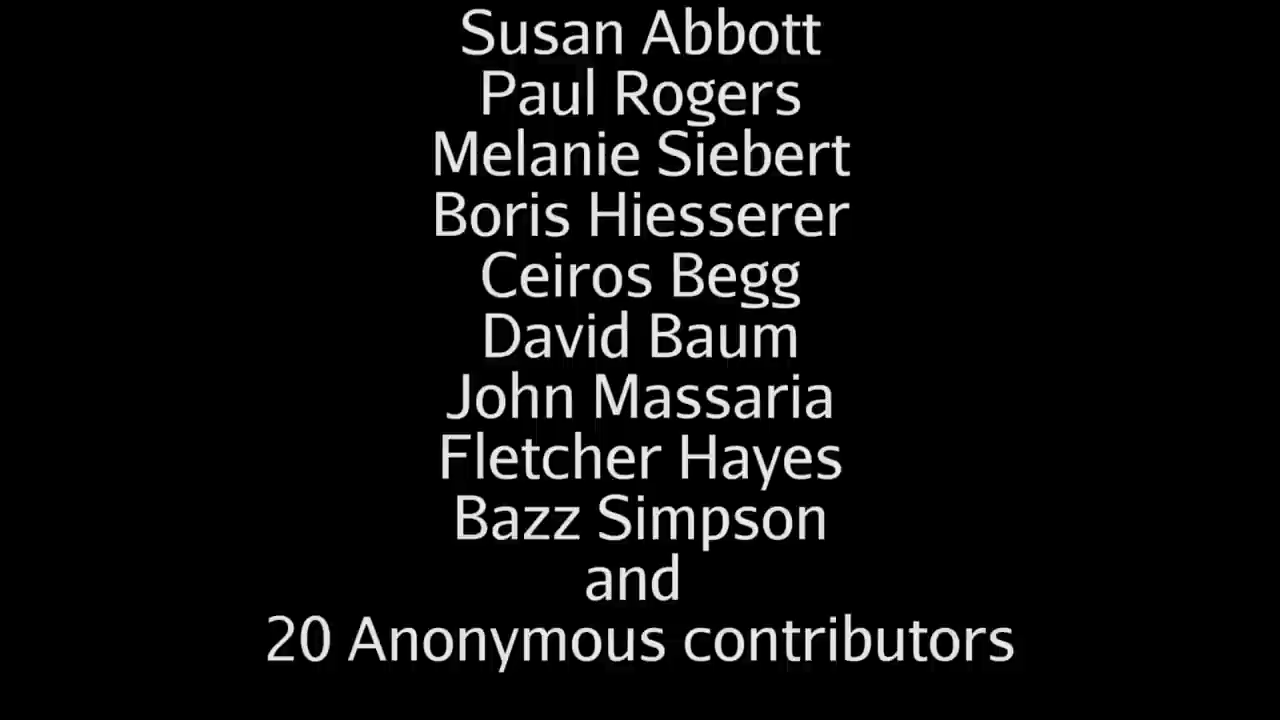 Susan Abbott
Paul Rogers
Melanie Siebert
Boris Hiesserer
Ceiros Begg
David Baum
John Massaria
Fletcher Hayes
Bazz Simpson
and
20 Anonymous contributors